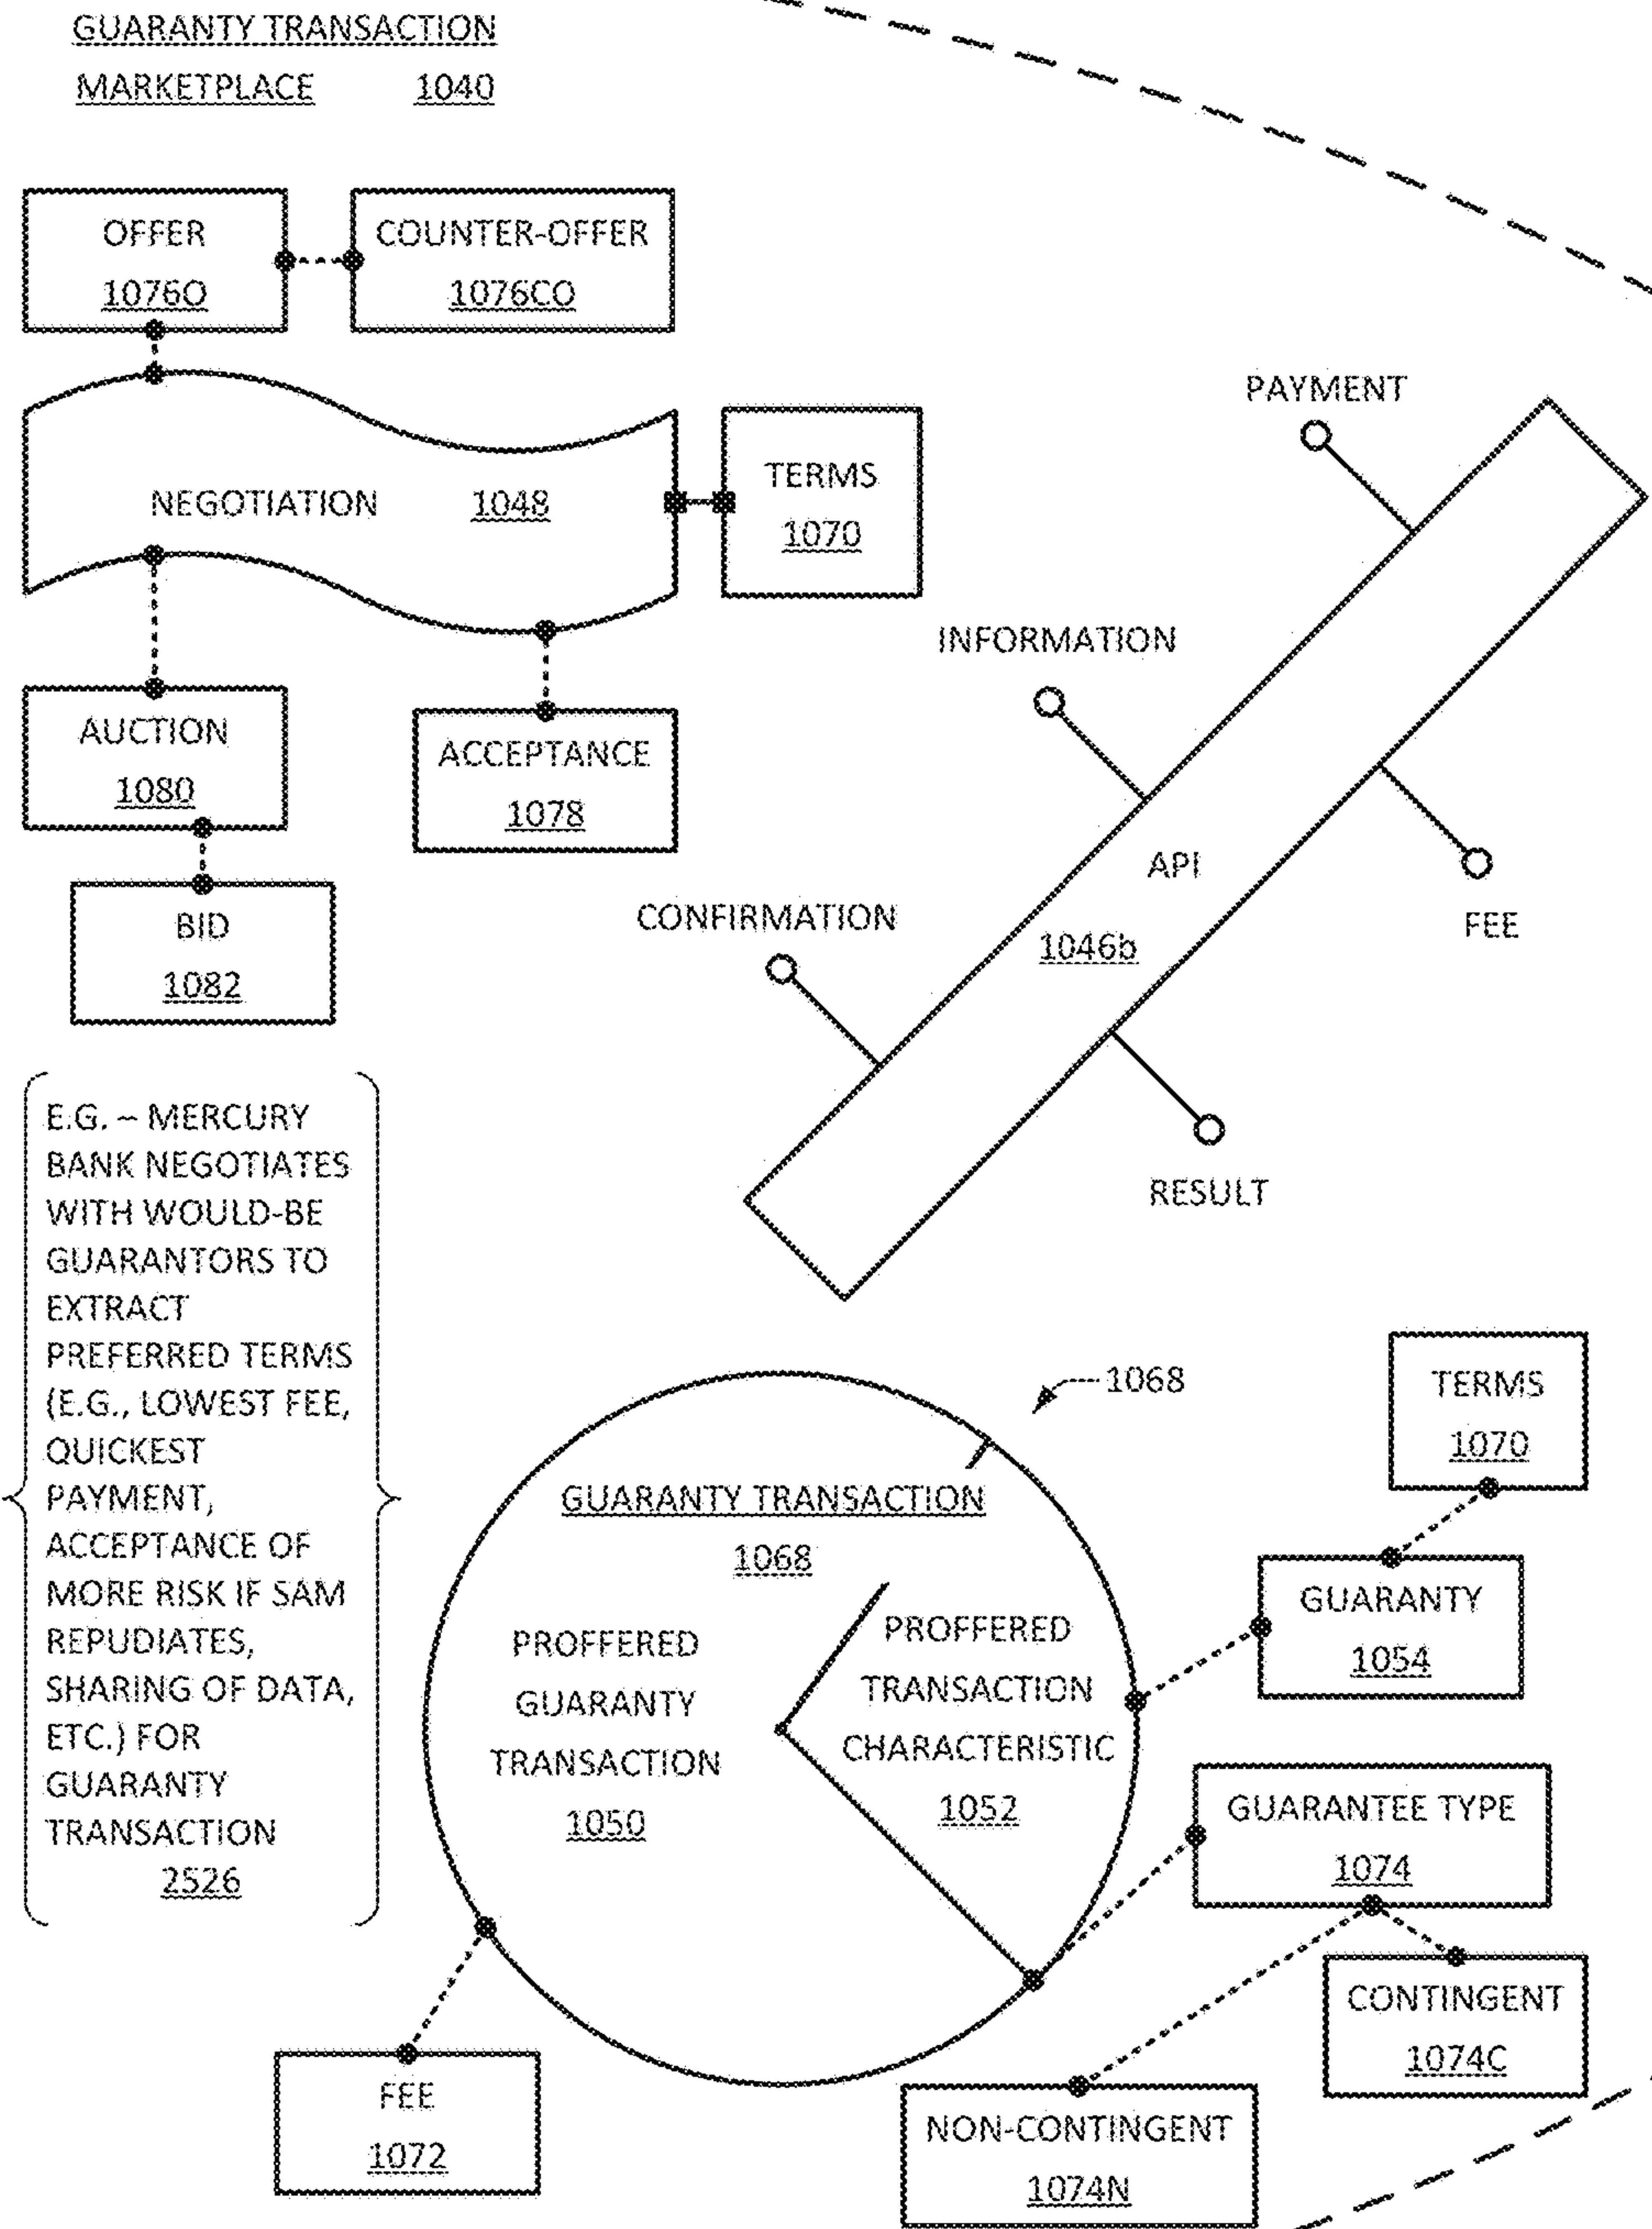 GUARANTY TRANSACTION
MARKETPLACE 1040
OFFER
1076O
COUNTER-OFFER
1076CO
NEGOTIATION 1048
TERMS
1070
AUCTION
1080
ACCEPTANCE
1078
BID
1082
PAYMENT
INFORMATION
CONFIRMATION
API
1046b
FEE
RESULT
E.G. – MERCURY
BANK NEGOTIATES
WITH WOULD-BE
GUARANTORS TO
EXTRACT
PREFERRED TERMS
(E.G., LOWEST FEE,
QUICKEST
PAYMENT,
ACCEPTANCE OF
MORE RISK IF SAM
REPUDIATES,
SHARING OF DATA,
ETC.) FOR
GUARANTY
TRANSACTION
2526
1068
GUARANTY TRANSACTION
1068
PROFFERED
GUARANTY
TRANSACTION
1050
PROFFERED
TRANSACTION
CHARACTERISTIC
1052
TERMS
1070
GUARANTY
1054
GUARANTEE TYPE
1074
CONTINGENT
1074C
NON-CONTINGENT
1074N
FEE
1072